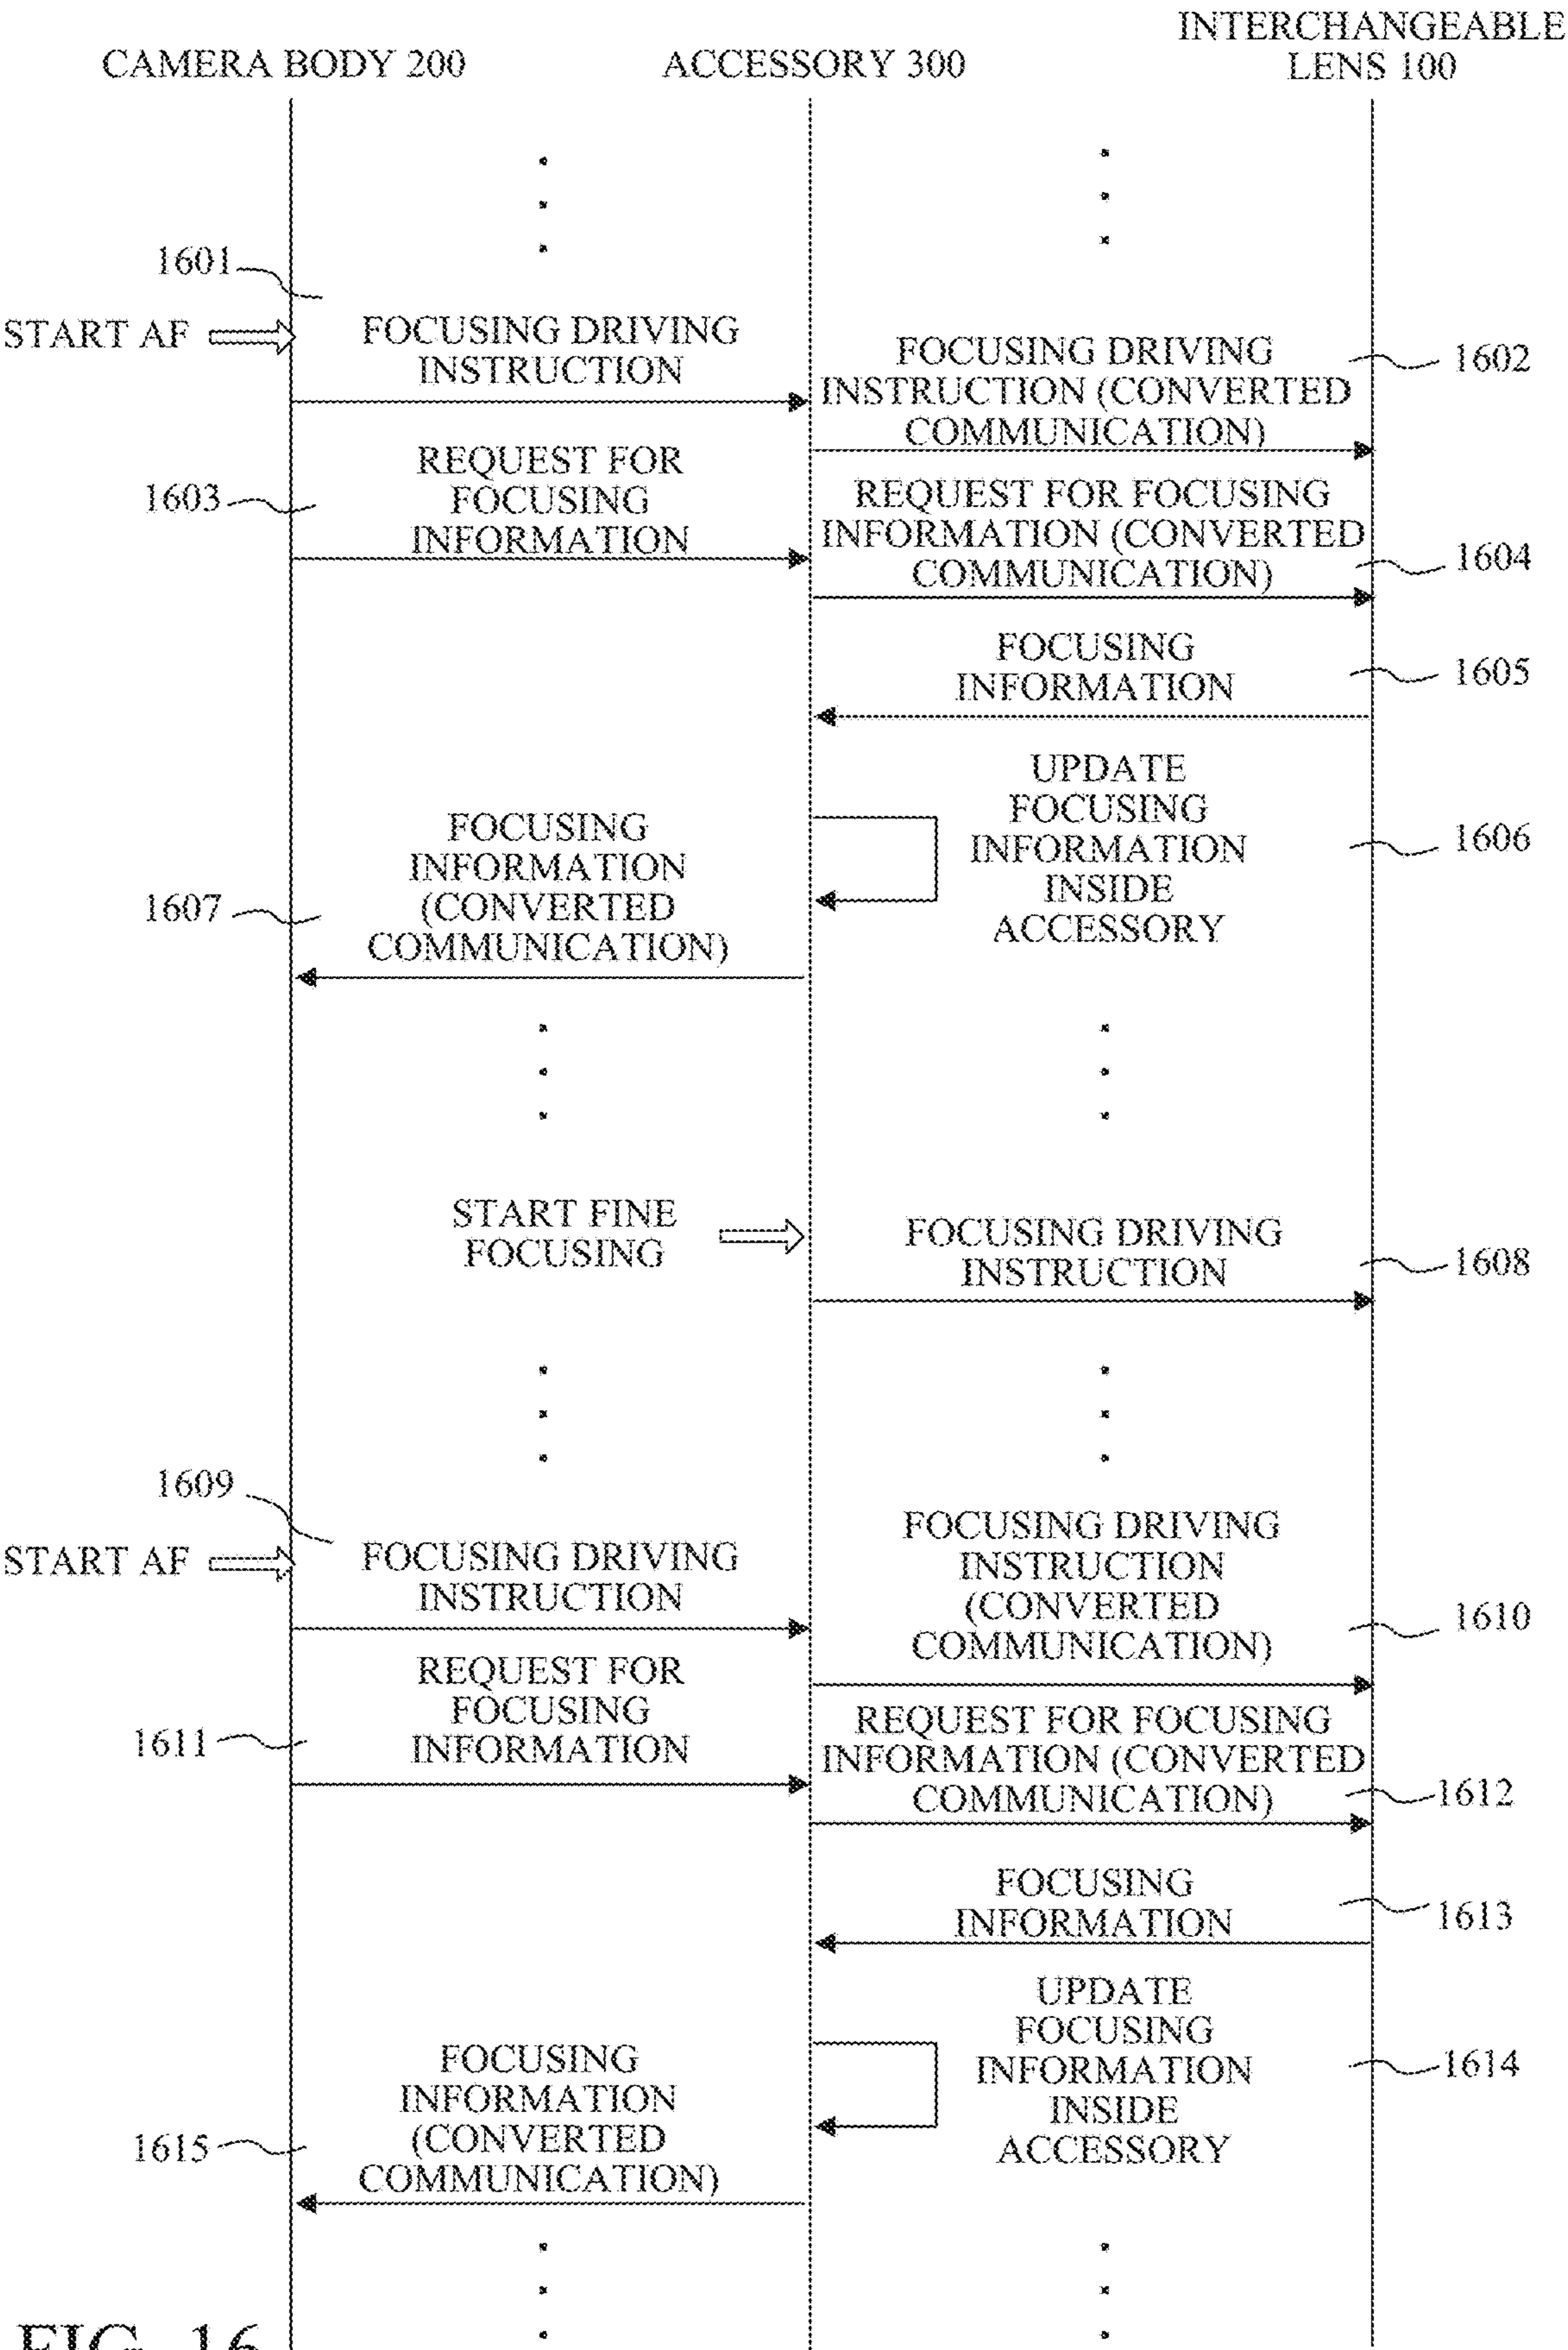 CAMERA BODY 200
ACCESSORY 300
INTERCHANGEABLE
LENS 100
1601
START AF
FOCUSING DRIVING
INSTRUCTION
FOCUSING DRIVING
INSTRUCTION (CONVERTED
COMMUNICATION)
1602
1603
REQUEST FOR
FOCUSING
INFORMATION
REQUEST FOR FOCUSING
INFORMATION (CONVERTED
COMMUNICATION)
1604
FOCUSING
INFORMATION
1605
UPDATE
FOCUSING
INFORMATION
INSIDE
ACCESSORY
1606
1607
FOCUSING
INFORMATION
(CONVERTED
COMMUNICATION)
START FINE
FOCUSING
FOCUSING DRIVING
INSTRUCTION
1608
1609
START AF
FOCUSING DRIVING
INSTRUCTION
FOCUSING DRIVING
INSTRUCTION
(CONVERTED
COMMUNICATION)
1610
1611
REQUEST FOR
FOCUSING
INFORMATION
REQUEST FOR FOCUSING
INFORMATION (CONVERTED
COMMUNICATION)
1612
FOCUSING
INFORMATION
1613
UPDATE
FOCUSING
INFORMATION
INSIDE
ACCESSORY
1614
1615
FOCUSING
INFORMATION
(CONVERTED
COMMUNICATION)
FIG. 16